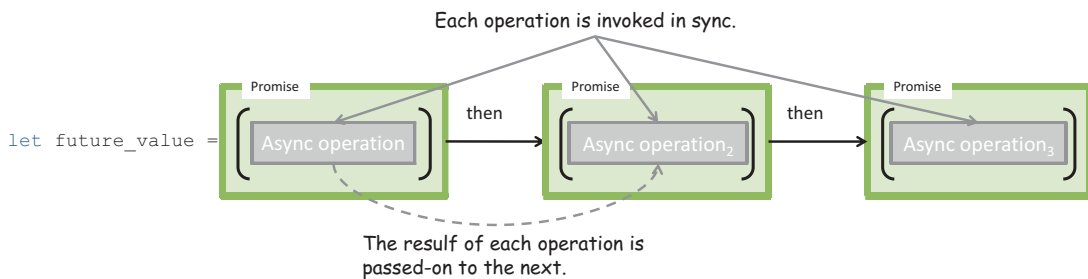 Each operation is invoked in sync.
Promise Promise Promise
let future_value = ( Async operation ) then ( Async operation₂ ) then ( Async operation₃ )
The resulf of each operation is
passed-on to the next.